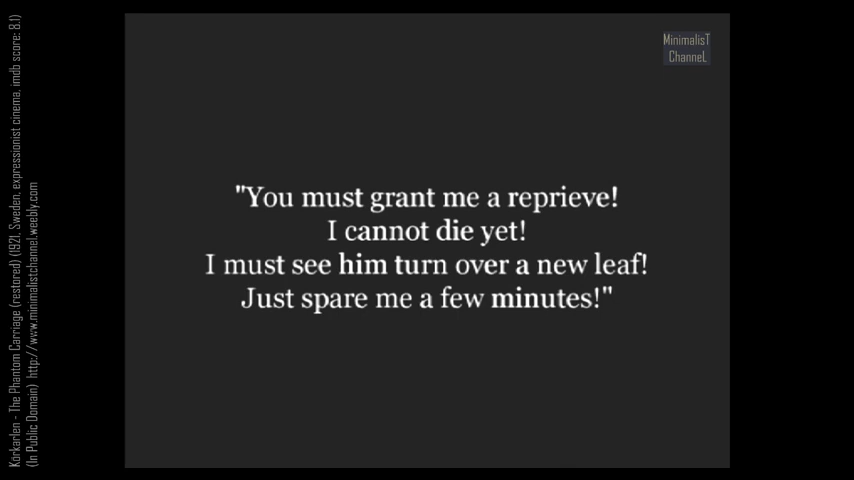 MinimalisT
ChanneL
"You must grant me a reprieve!
I cannot die yet!
I must see him turn over a new leaf!
Just spare me a few minutes!"
Körkarlen - The Phantom Carriage (restored) (1921, Sweden, expressionist cinema, imdb score: 8.1)
(In Public Domain) http://www.minimalistchannel.weebly.com